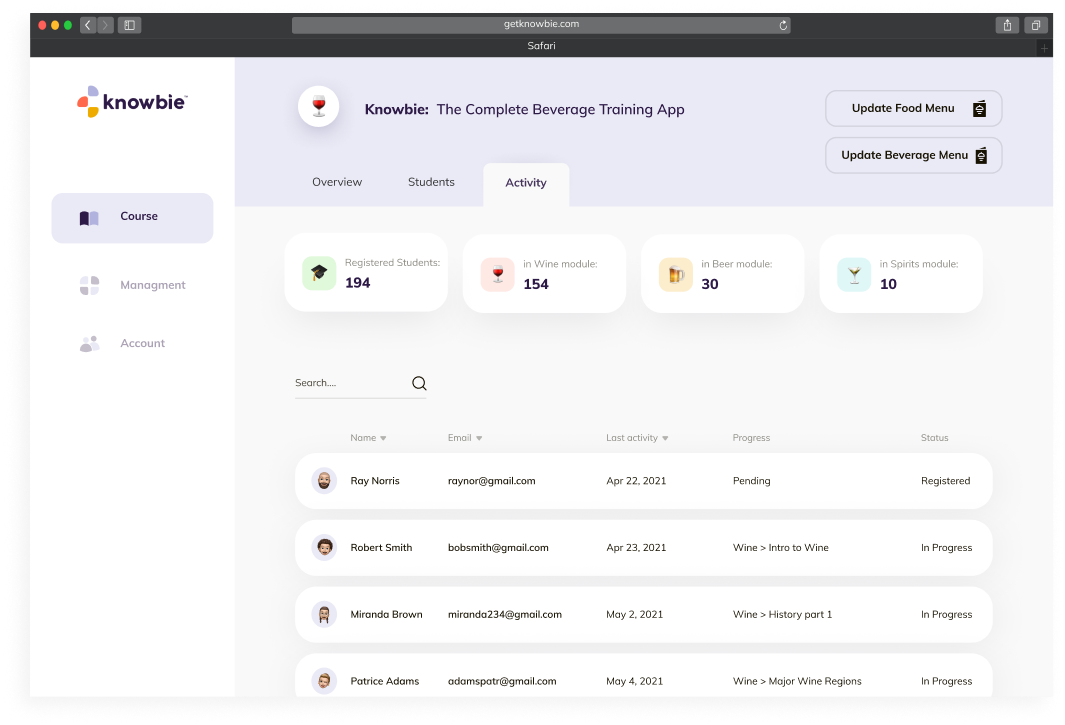 getknowbie.com
Safari
knowbie™
Knowbie: The Complete Beverage Training App
Update Food Menu
Update Beverage Menu
Overview Students Activity
Course
Managment
Account
Registered Students:
194
in Wine module:
154
in Beer module:
30
in Spirits module:
10
Search....
Name Email Last activity Progress Status
Ray Norris raynor@gmail.com Apr 22, 2021 Pending Registered
Robert Smith bobsmith@gmail.com Apr 23, 2021 Wine > Intro to Wine In Progress
Miranda Brown miranda234@gmail.com May 2, 2021 Wine > History part 1 In Progress
Patrice Adams adamspatr@gmail.com May 4, 2021 Wine > Major Wine Regions In Progress